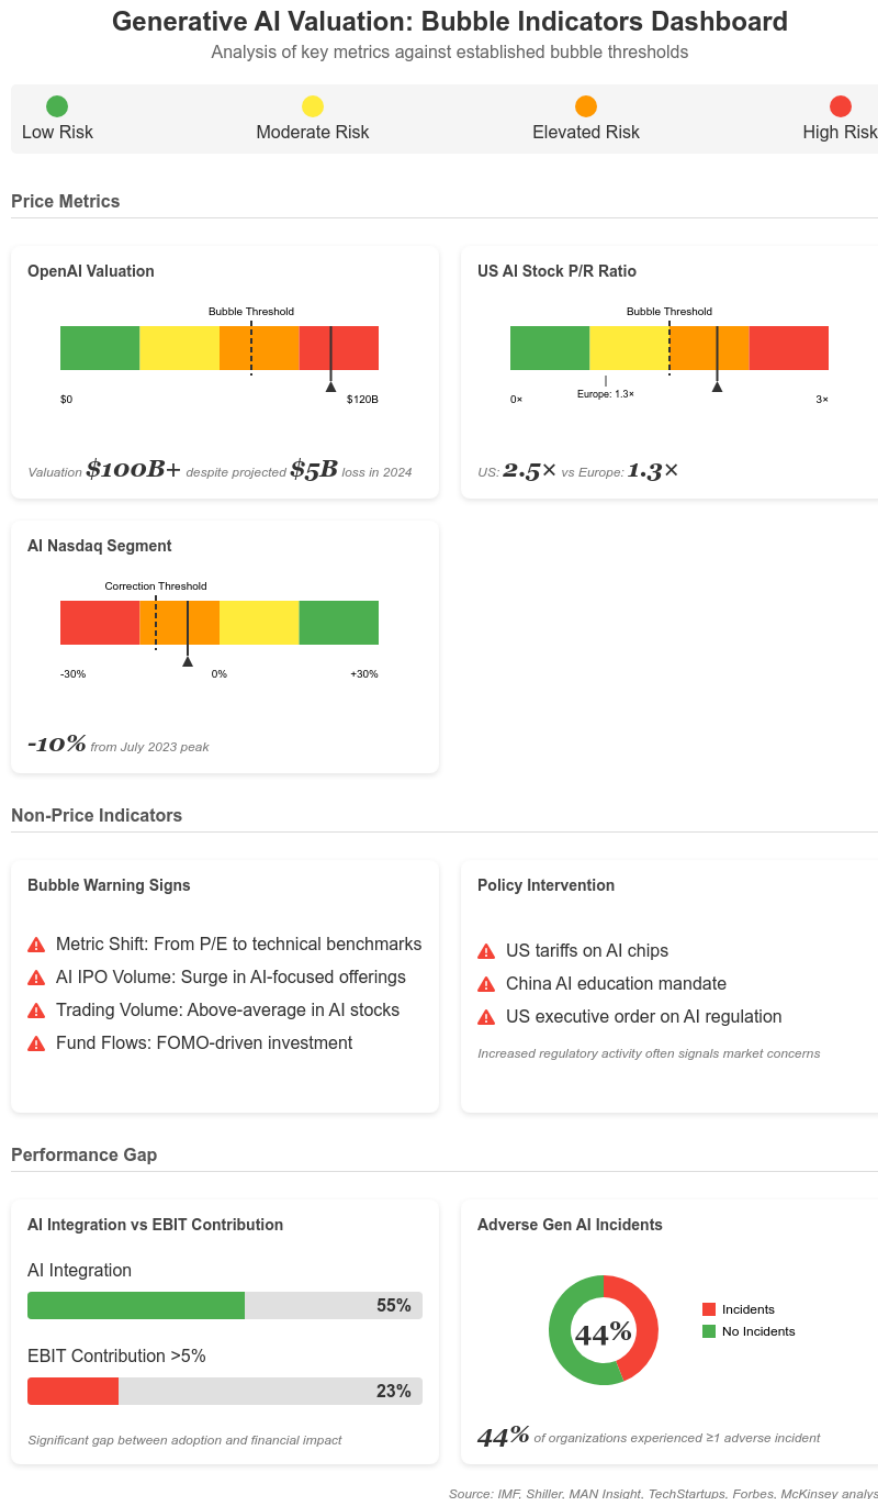 Generative AI Valuation: Bubble Indicators Dashboard
Analysis of key metrics against established bubble thresholds
Low Risk
Moderate Risk
Elevated Risk
High Risk
Price Metrics
OpenAI Valuation
Bubble Threshold
$0
$120B
Valuation $100B+ despite projected $5B loss in 2024
US AI Stock P/R Ratio
Bubble Threshold
Europe: 1.3×
0×
3×
US: 2.5× vs Europe: 1.3×
AI Nasdaq Segment
Correction Threshold
-30%
0%
+30%
-10% from July 2023 peak
Non-Price Indicators
Bubble Warning Signs
Metric Shift: From P/E to technical benchmarks
AI IPO Volume: Surge in AI-focused offerings
Trading Volume: Above-average in AI stocks
Fund Flows: FOMO-driven investment
Policy Intervention
US tariffs on AI chips
China AI education mandate
US executive order on AI regulation
Increased regulatory activity often signals market concerns
Performance Gap
AI Integration vs EBIT Contribution
AI Integration
55%
EBIT Contribution >5%
23%
Significant gap between adoption and financial impact
Adverse Gen AI Incidents
44%
Incidents
No Incidents
44% of organizations experienced ≥1 adverse incident
Source: IMF, Shiller, MAN Insight, TechStartups, Forbes, McKinsey analys